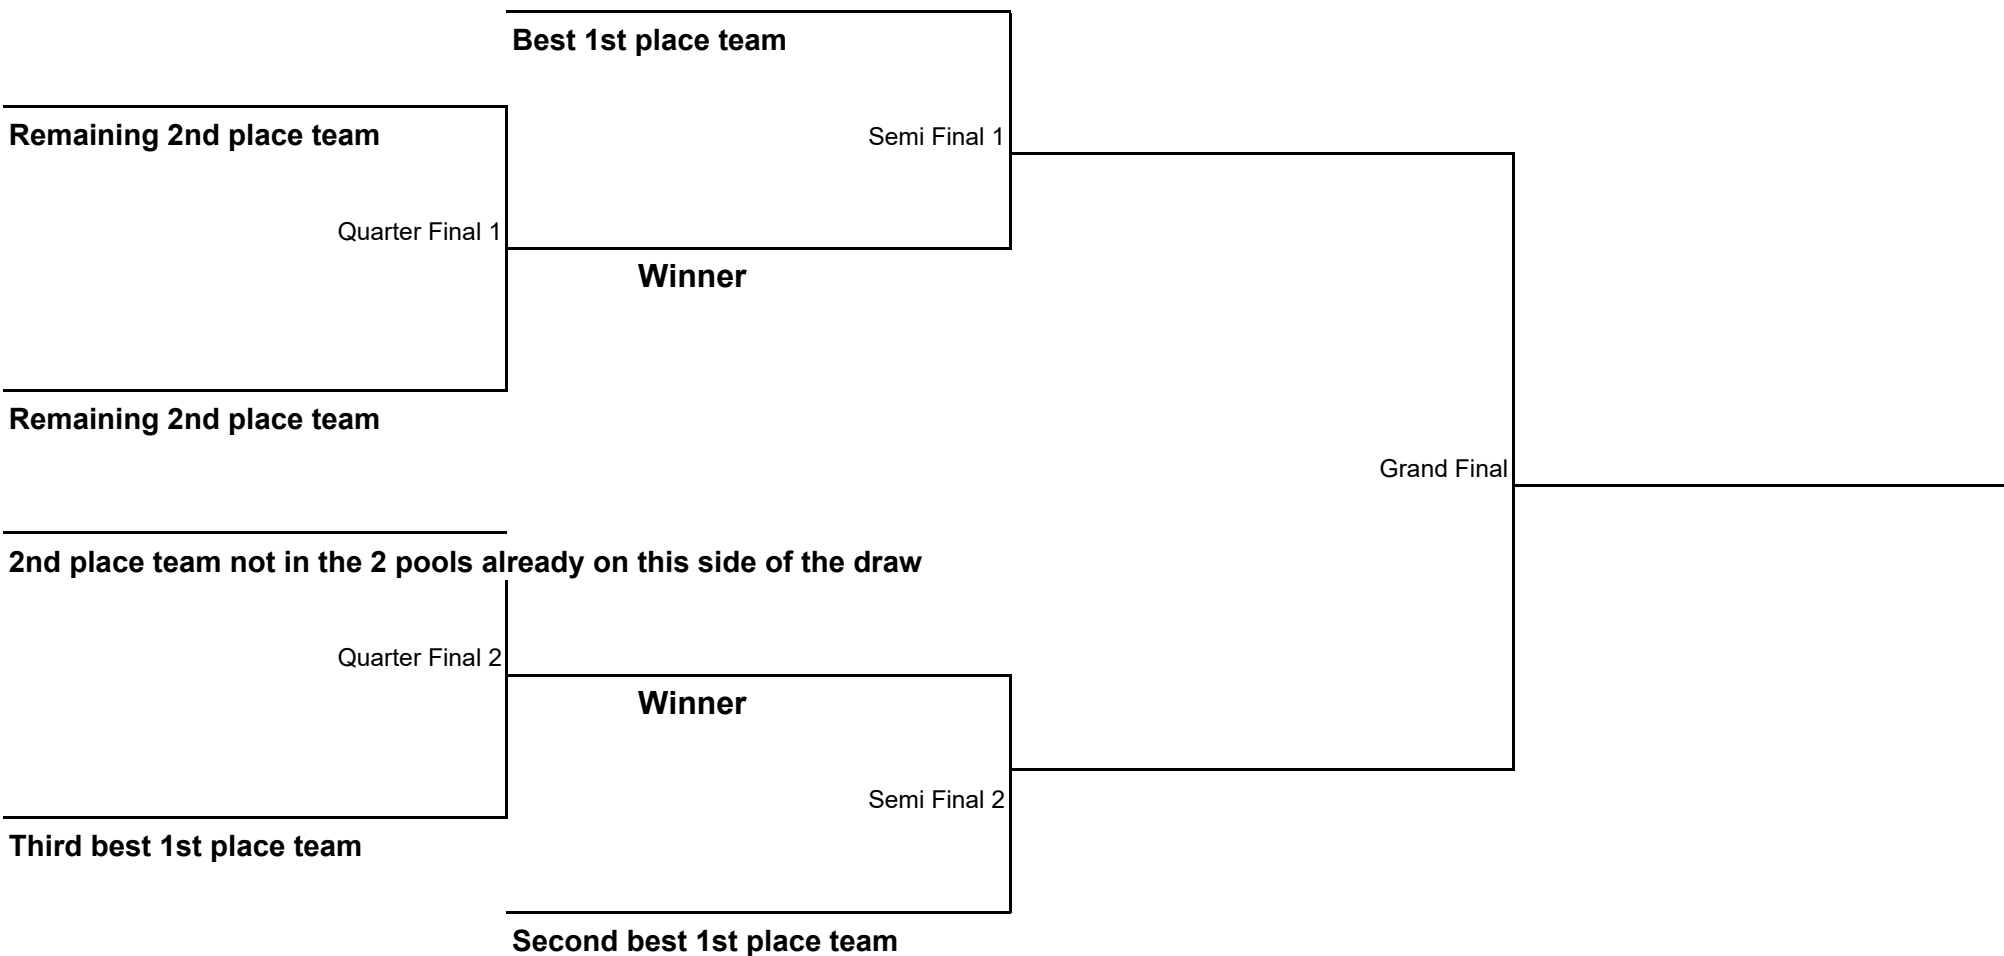 Best 1st place team
Remaining 2nd place team
Semi Final 1
Quarter Final 1
Winner
Remaining 2nd place team
Grand Final
2nd place team not in the 2 pools already on this side of the draw
Quarter Final 2
Winner
Semi Final 2
Third best 1st place team
Second best 1st place team